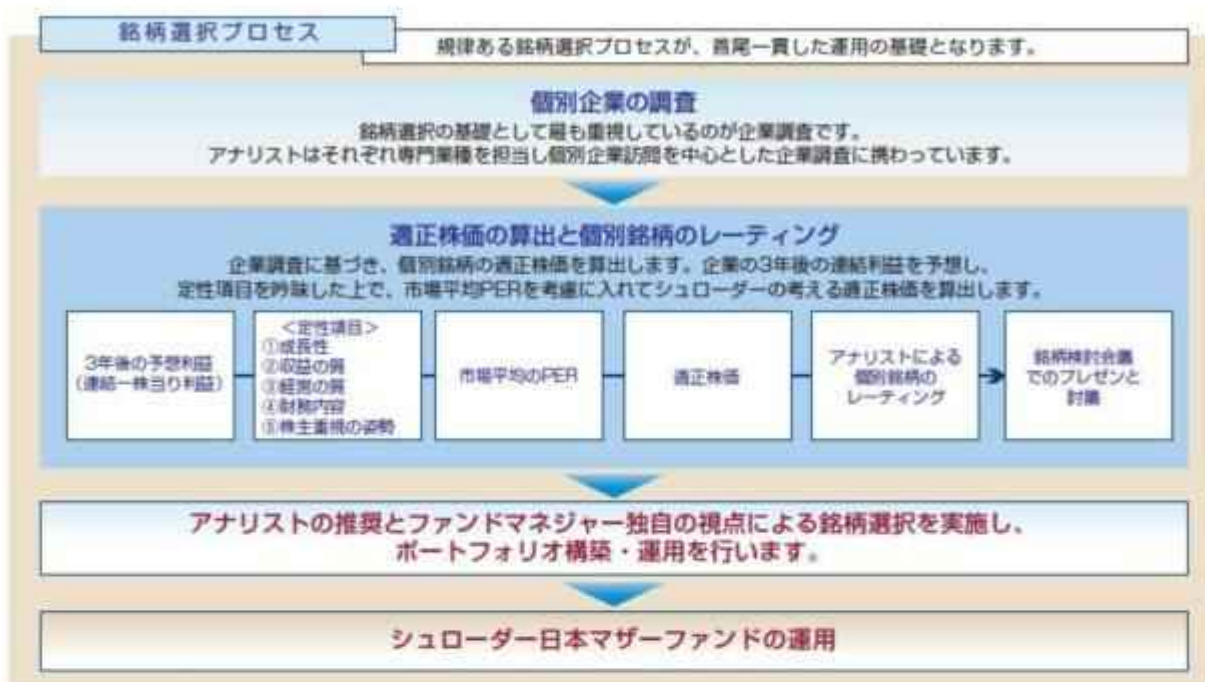 銘柄選択プロセス
規律ある銘柄選択プロセスが、首尾一貫した運用の基礎となります。
個別企業の調査
銘柄選択の基礎として最も重視しているのが企業調査です。
アナリストはそれぞれ専門業種を担当し個別企業訪問を中心とした企業調査に携わっています。
適正株価の算出と個別銘柄のレーティング
企業調査に基づき、個別銘柄の適正株価を算出します。企業の3年後の連結利益を予想し、
定性項目を吟味した上で、市場平均PERを考慮に入れてシュローダーの考える適正株価を算出します。
3年後の予想利益
(連結一株当り利益)
＜定性項目＞
①成長性
②収益の質
③経営の質
④財務内容
⑤株主重視の姿勢
市場平均のPER
適正株価
アナリストによる
個別銘柄の
レーティング
銘柄検討会議
でのプレゼンと
討議
アナリストの推奨とファンドマネジャー独自の視点による銘柄選択を実施し、
ポートフォリオ構築・運用を行います。
シュローダー日本マザーファンドの運用